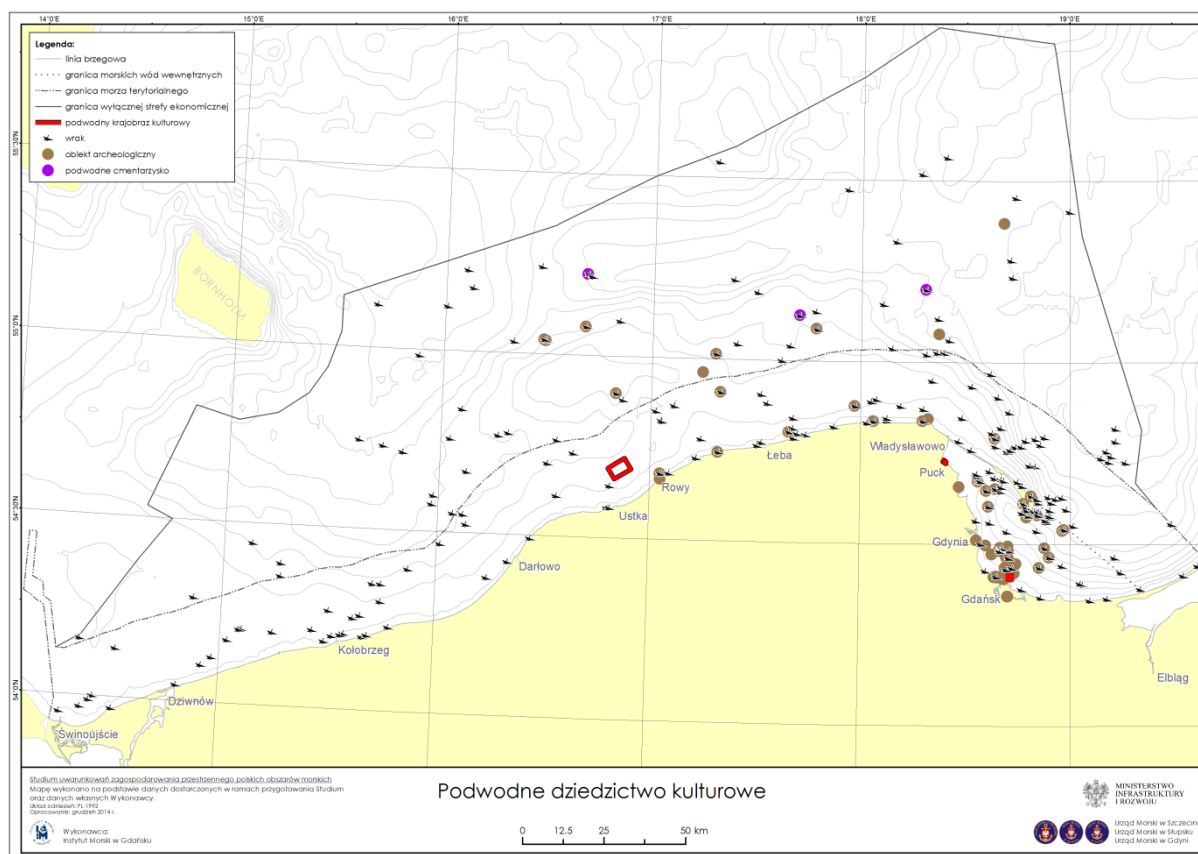 14°0'E
15°0'E
16°0'E
17°0'E
18°0'E
19°0'E
Legenda:
linia brzegowa
granica morskich wód wewnętrznych
granica morza terytorialnego
granica wyłącznej strefy ekonomicznej
podwodny krajobraz kulturowy
wrak
obiekt archeologiczny
podwodne cmentarzysko
55°30'N
55°0'N
54°30'N
54°0'N
BORNHOLM
Władysławowo
Łeba
Puck
Rowy
Ustka
Gdynia
Darłowo
Gdańsk
Kołobrzeg
Elbląg
Dziwnów
Świnoujście
Studium uwarunkowań zagospodarowania przestrzennego polskich obszarów morskich
Mapę wykonano na podstawie danych dostarczonych w ramach przygotowania Studium
oraz danych własnych Wykonawcy.
Układ odniesień: PL-1992
Opracowanie: grudzień 2014 r.
Wykonawca:
Instytut Morski w Gdańsku
Podwodne dziedzictwo kulturowe
0 12.5 25 50 km
MINISTERSTWO
INFRASTRUKTURY
I ROZWOJU
Urząd Morski w Szczecini
Urząd Morski w Słupsku
Urząd Morski w Gdyni